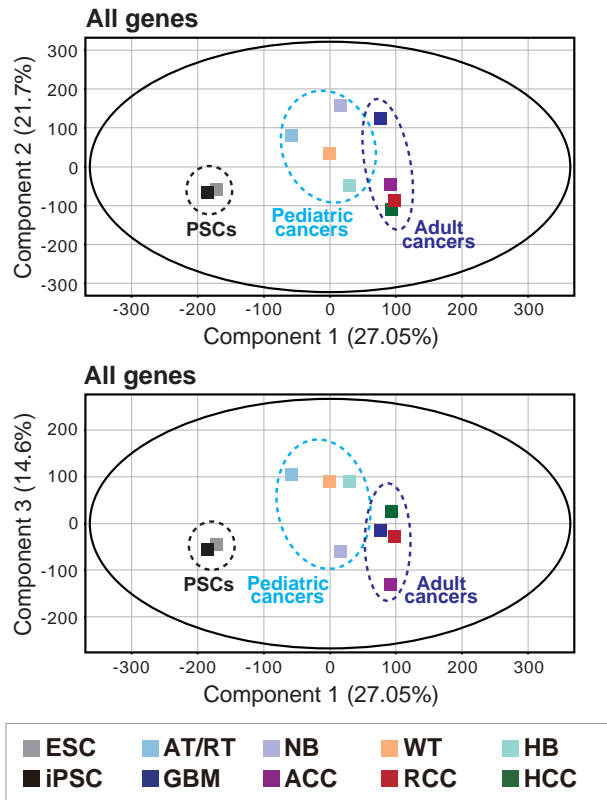 All genes
Component 2 (21.7%)
300
200
100
0
-100
-200
-300
PSCs
Pediatric
cancers
Adult
cancers
-300 -200 -100 0 100 200 300
Component 1 (27.05%)
All genes
Component 3 (14.6%)
200
100
0
-100
-200
PSCs
Pediatric
cancers
Adult
cancers
-300 -200 -100 0 100 200 300
Component 1 (27.05%)
ESC AT/RT NB WT HB
iPSC GBM ACC RCC HCC